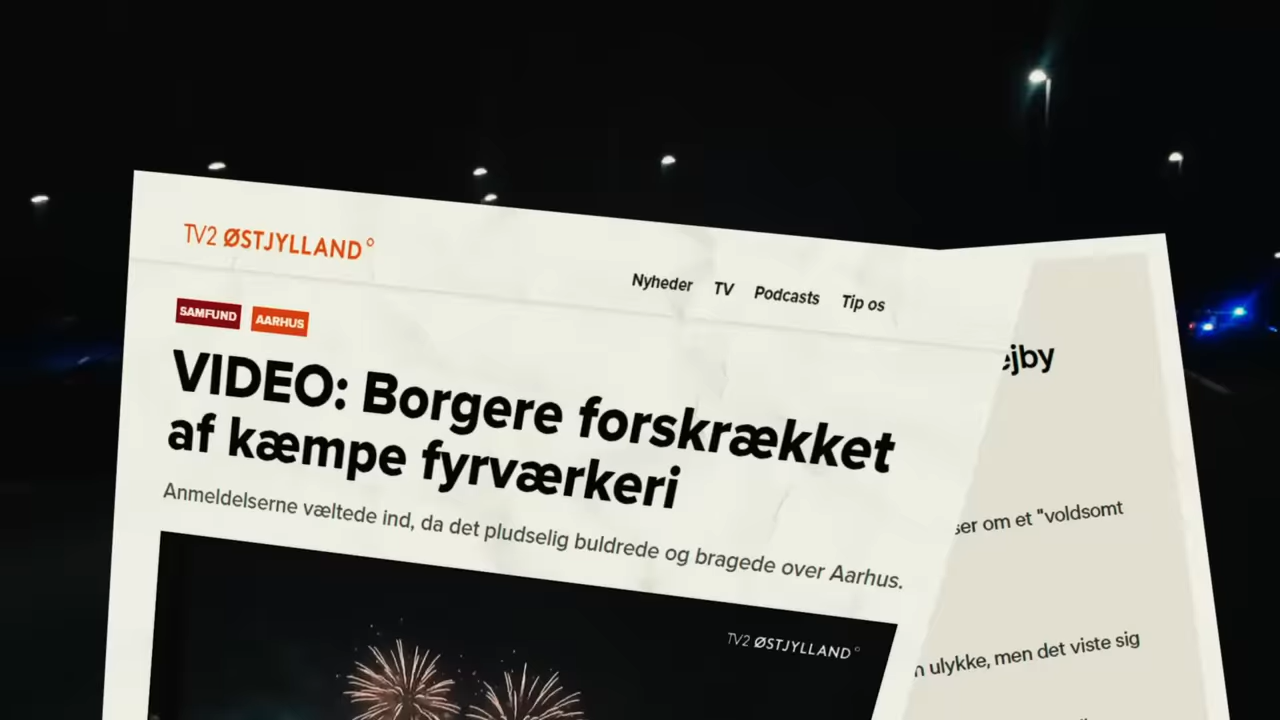 TV2 ØSTJYLLAND°
Nyheder TV Podcasts Tip os
SAMFUND AARHUS
VIDEO: Borgere forskrækket
af kæmpe fyrværkeri
Anmeldelserne væltede ind, da det pludselig buldrede og bragede over Aarhus.
TV2 ØSTJYLLAND°
ejby
ser om et "voldsomt
ulykke, men det viste sig